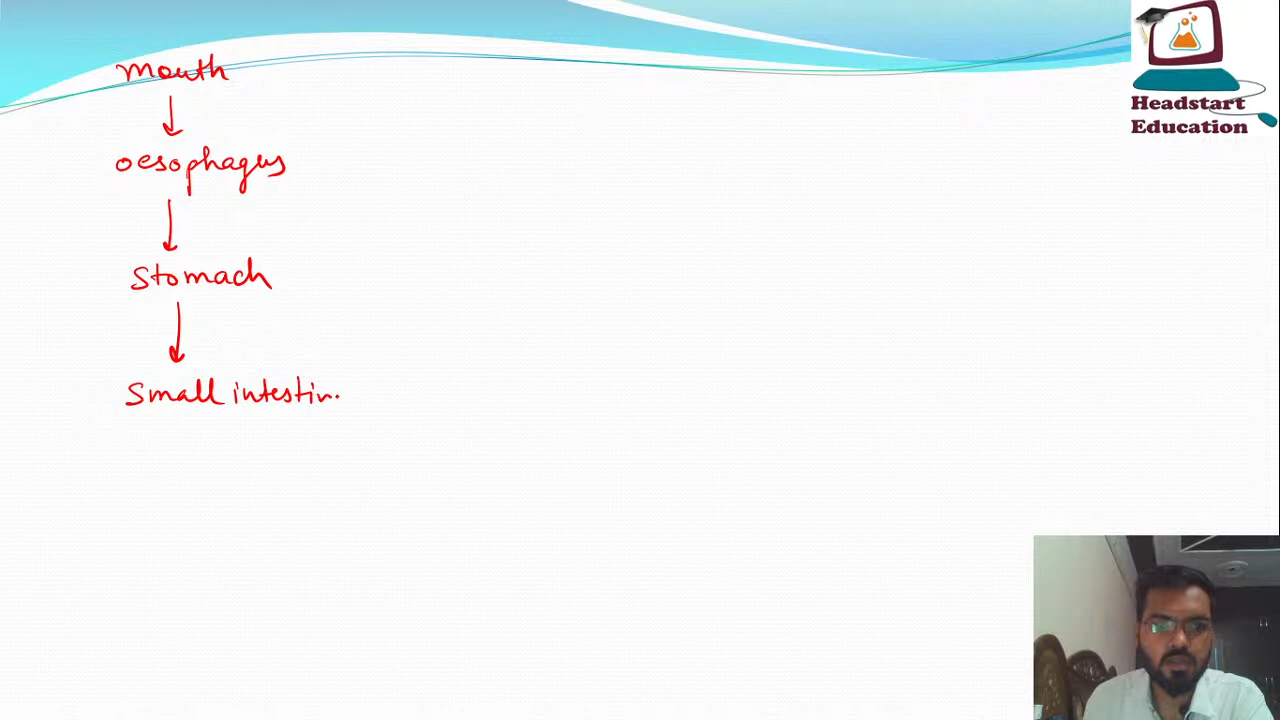 mouth
oesophagus
Stomach
Small intestin
Headstart
Education